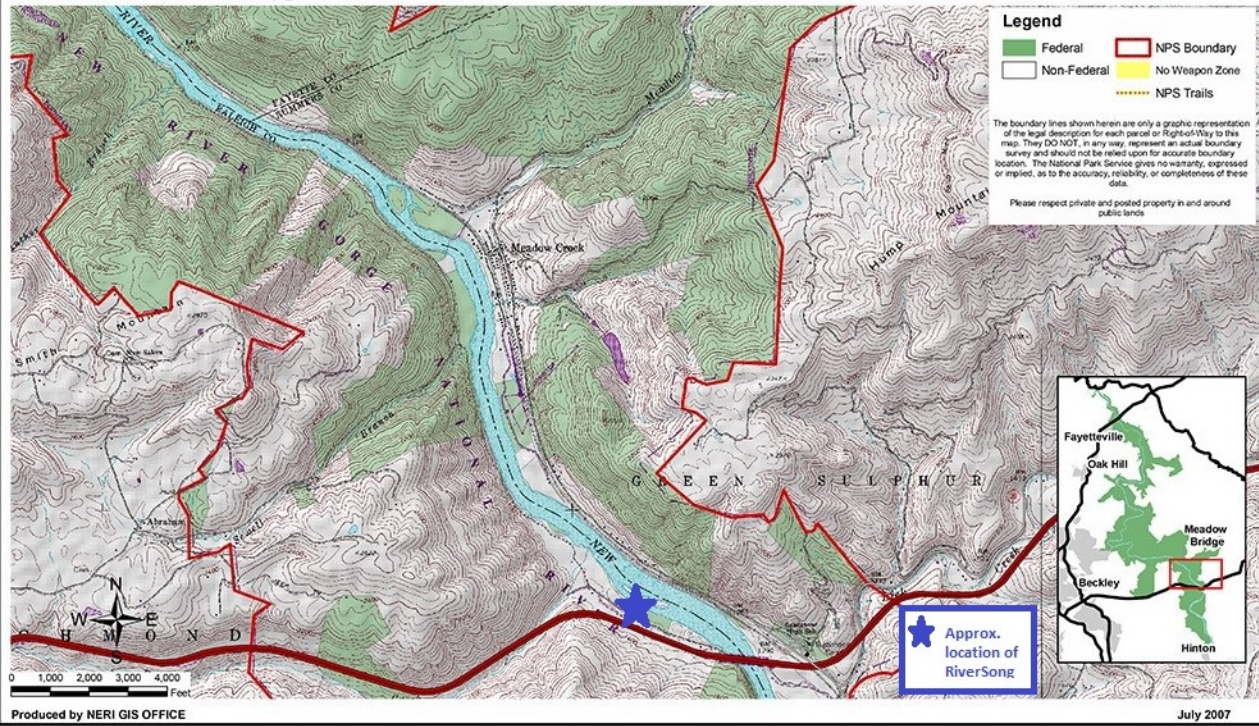 RIVER
NEW
RIVER
GORGE
NATIONAL
RIVER
FAYETTE CO
SUMMERS CO
RALEIGH CO
Meadow
Meadow Creek
Hump
Smith
Mountain
Branch
Abraham
GREEN SULPHUR
NEW
Creek
N
W E
S
0 1,000 2,000 3,000 4,000
Feet
Produced by NERI GIS OFFICE
July 2007
Legend
Federal
NPS Boundary
Non-Federal
No Weapon Zone
NPS Trails
The boundary lines shown herein are only a graphic representation
of the legal description for each parcel or Right-of-Way to this
map. They DO NOT, in any way, represent an actual boundary
survey and should not be relied upon for accurate boundary
location. The National Park Service gives no warranty, expressed
or implied, as to the accuracy, reliability, or completeness of these
data.
Please respect private and posted property in and around
public lands
Fayetteville
Oak Hill
Meadow
Bridge
Beckley
Hinton
Approx.
location of
RiverSong